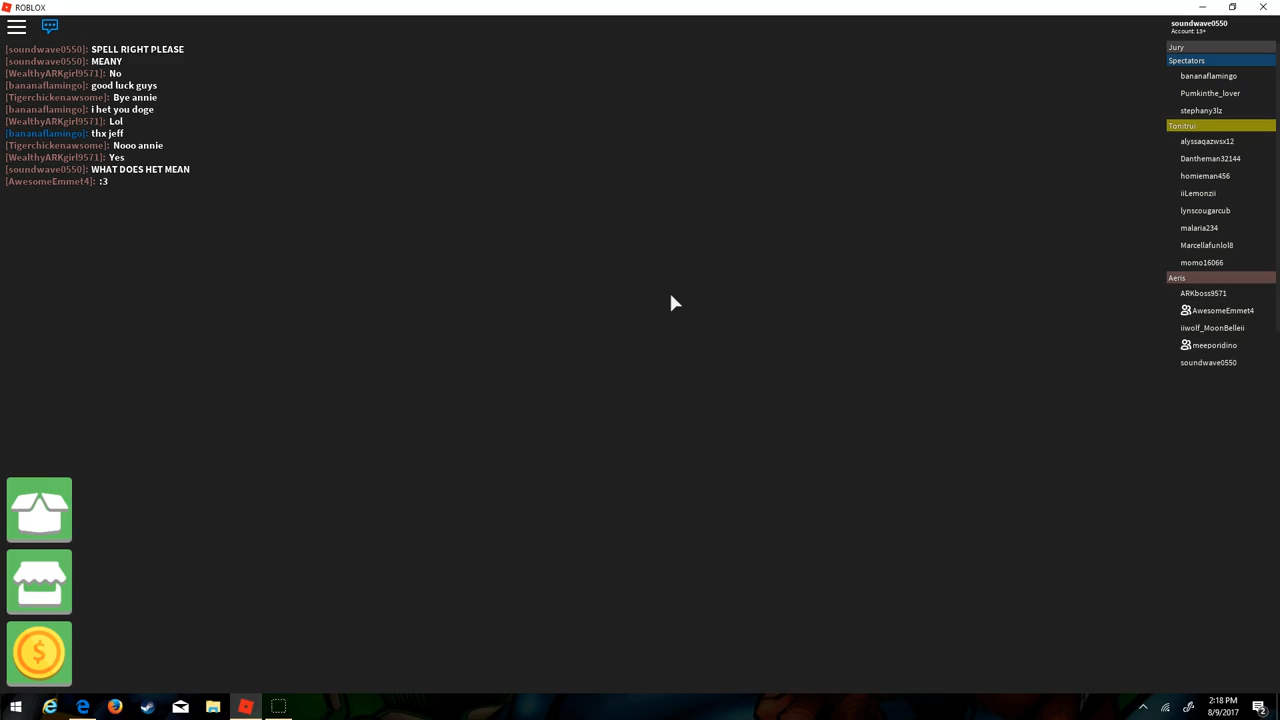 ROBLOX
[soundwave0550]: SPELL RIGHT PLEASE
[soundwave0550]: MEANY
[WealthyARKgirl9571]: No
[bananaflamingo]: good luck guys
[Tigerchickenawsome]: Bye annie
[bananaflamingo]: i het you doge
[WealthyARKgirl9571]: Lol
[bananaflamingo]: thx jeff
[Tigerchickenawsome]: Nooo annie
[WealthyARKgirl9571]: Yes
[soundwave0550]: WHAT DOES HET MEAN
[AwesomeEmmet4]: :3
soundwave0550
Account: 13+
Jury
Spectators
bananaflamingo
Pumkinthe_lover
stephany3lz
Tonitrui
alyssaqazwsx12
Dantheman32144
homieman456
iiLemonzii
lynscougarcub
malaria234
Marcellafunlol8
momo16066
Aeris
ARKboss9571
AwesomeEmmet4
iiwolf_MoonBelleii
meeporidino
soundwave0550
$
2:18 PM
8/9/2017
2